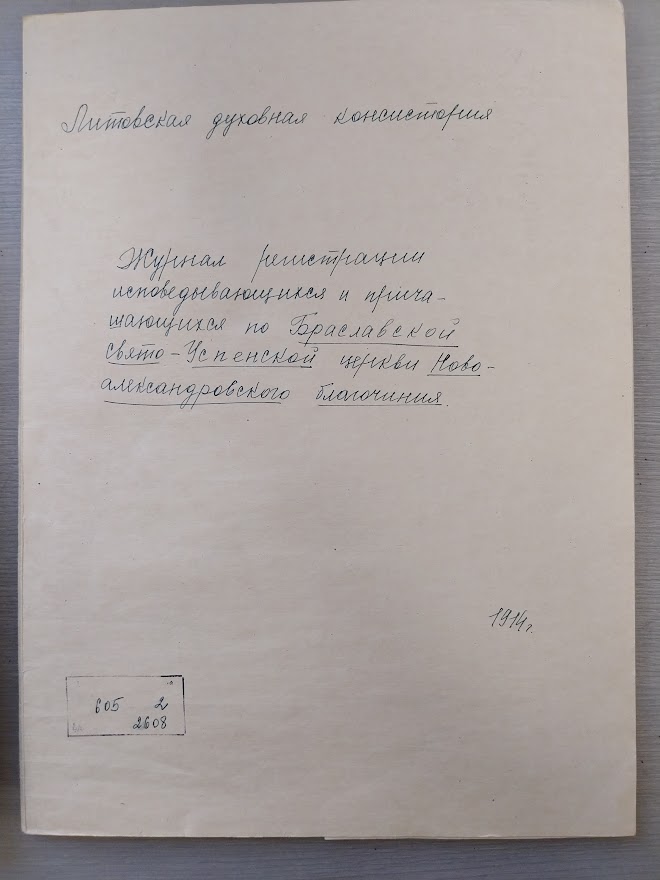 Литовская духовная консистория
Журнал регистрации
исповедывающихся и прича-
щающихся по Браславской
свято-Успенской церкви Ново-
александровского благочиния.
1914г.
605 2
2608